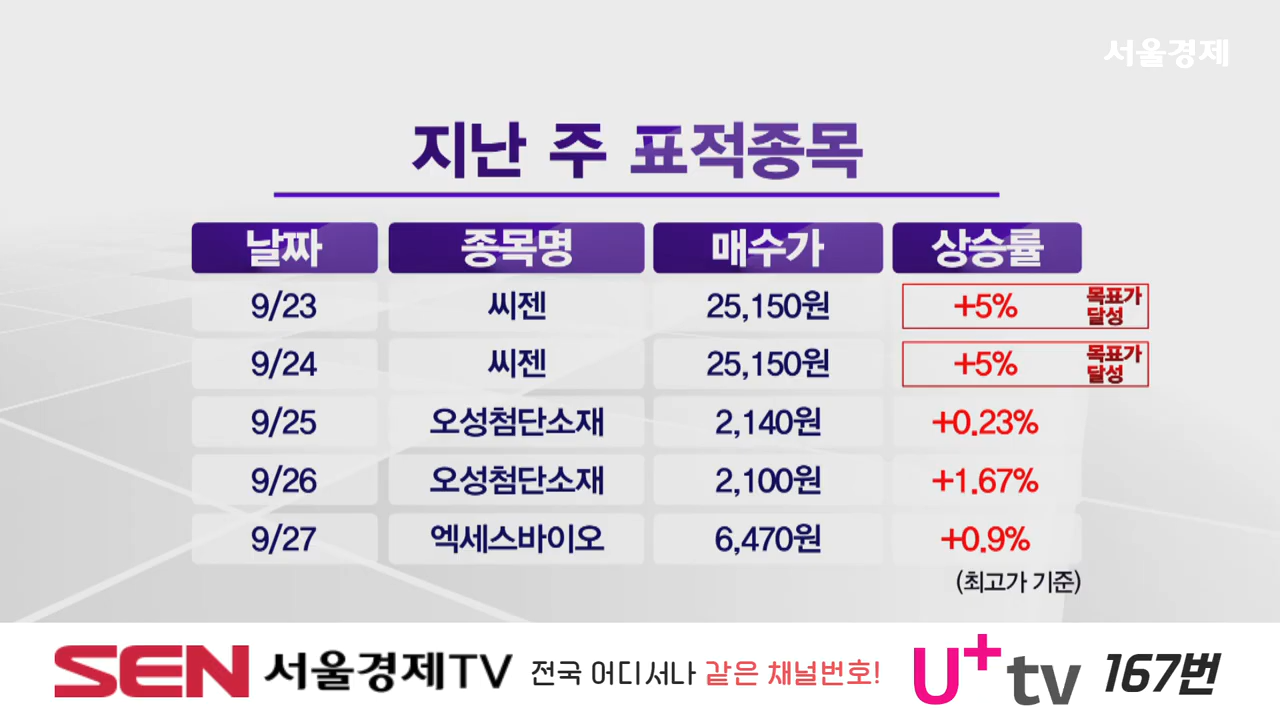 서울경제
지난 주 표적종목
날짜 종목명 매수가 상승률
9/23 씨젠 25,150원 +5% 목표가 달성
9/24 씨젠 25,150원 +5% 목표가 달성
9/25 오성첨단소재 2,140원 +0.23%
9/26 오성첨단소재 2,100원 +1.67%
9/27 엑세스바이오 6,470원 +0.9%
(최고가 기준)
SEN 서울경제TV 전국 어디서나 같은 채널번호! U+tv 167번